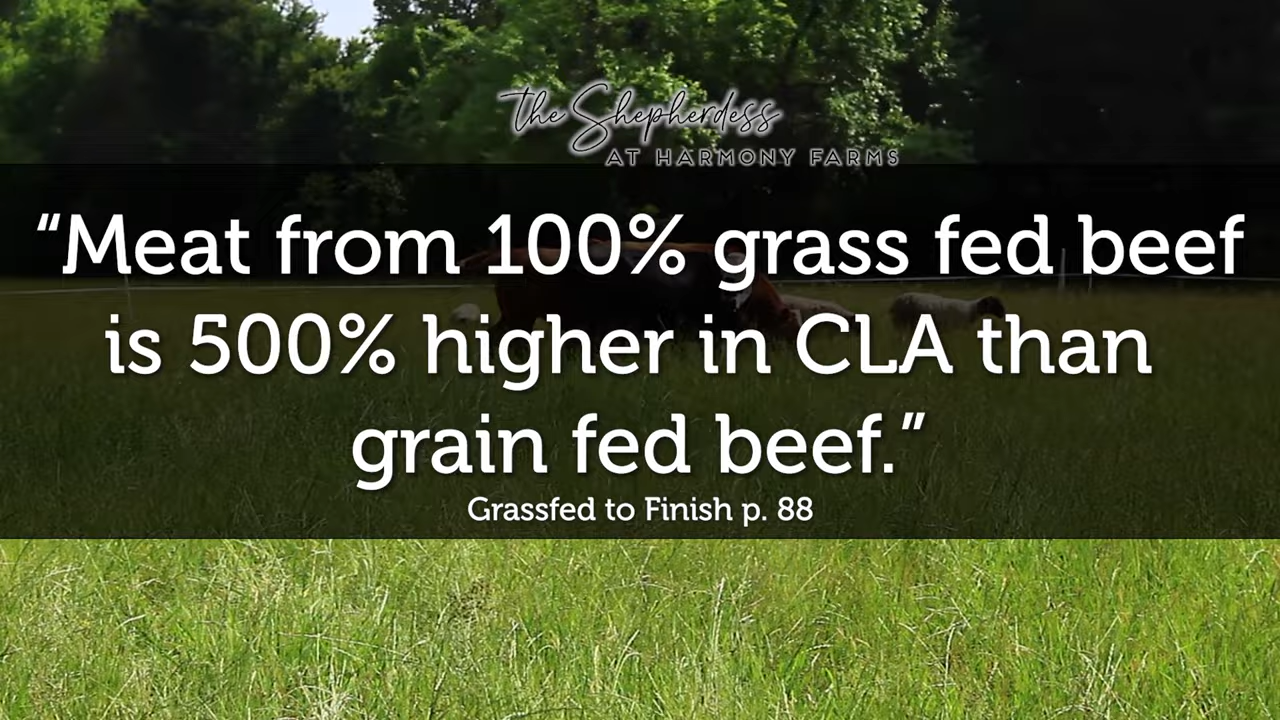 the Shepherdess
AT HARMONY FARMS
“Meat from 100% grass fed beef
is 500% higher in CLA than
grain fed beef.”
Grassfed to Finish p. 88